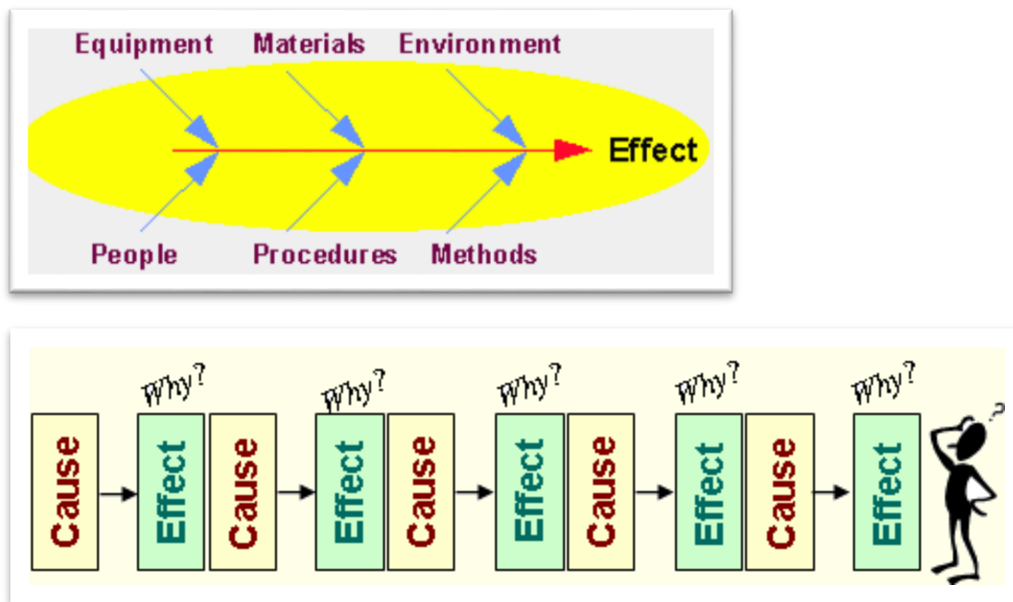 Equipment Materials Environment
Effect
People Procedures Methods
Why? Why? Why? Why? Why?
Cause Effect Cause Effect Cause Effect Cause Effect Cause Effect ?